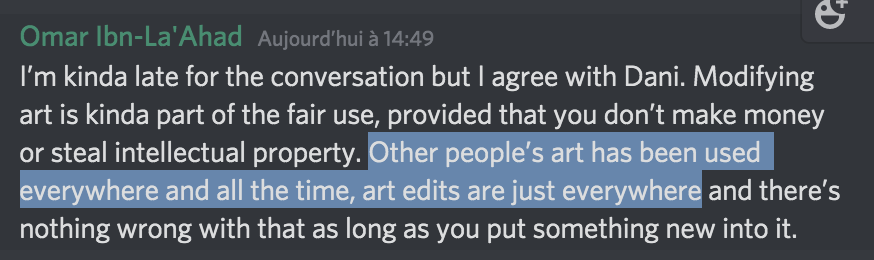 Omar Ibn-La'Ahad Aujourd’hui à 14:49
I’m kinda late for the conversation but I agree with Dani. Modifying
art is kinda part of the fair use, provided that you don’t make money
or steal intellectual property. Other people’s art has been used
everywhere and all the time, art edits are just everywhere and there’s
nothing wrong with that as long as you put something new into it.